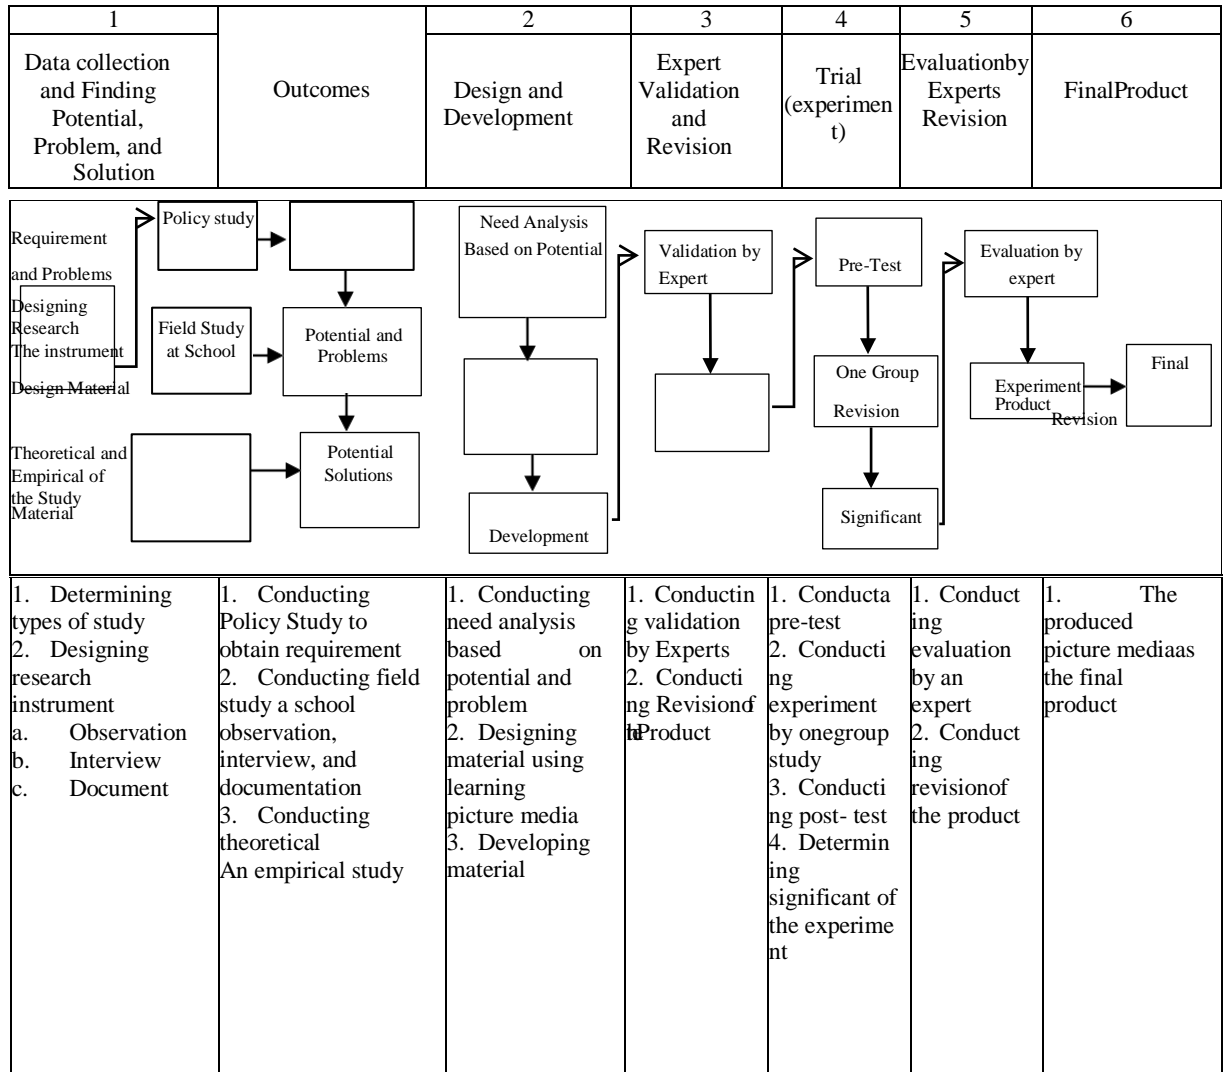 1
2
3
4
5
6
Data collection
and Finding
Potential,
Problem, and
Solution
Outcomes
Design and
Development
Expert
Validation
and
Revision
Trial
(experimen
t)
Evaluationby
Experts
Revision
FinalProduct
Requirement
and Problems
Designing
Research
The instrument
Design Material
Theoretical and
Empirical of
the Study
Material
Policy study
Field Study
at School
Potential and
Problems
Potential
Solutions
Need Analysis
Based on Potential
Development
Validation by
Expert
Pre-Test
One Group
Revision
Significant
Evaluation by
expert
Experiment
Product
Revision
Final
1. Determining
types of study
2. Designing
research
instrument
a. Observation
b. Interview
c. Document
1. Conducting
Policy Study to
obtain requirement
2. Conducting field
study a school
observation,
interview, and
documentation
3. Conducting
theoretical
An empirical study
1. Conducting
need analysis
based on
potential and
problem
2. Designing
material using
learning
picture media
3. Developing
material
1. Conductin
g validation
by Experts
2. Conducti
ng Revisionof
theProduct
1. Conducta
pre-test
2. Conducti
ng
experiment
by onegroup
study
3. Conducti
ng post- test
4. Determin
ing
significant of
the experime
nt
1. Conduct
ing
evaluation
by an
expert
2. Conduct
ing
revisionof
the product
1. The
produced
picture mediaas
the final
product